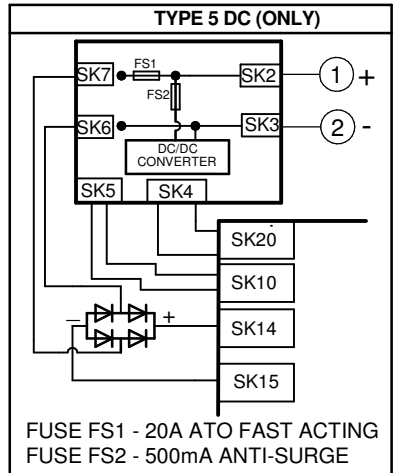 TYPE 5 DC (ONLY)
SK7
FS1
SK2
1 +
FS2
SK6
SK3
2 -
DC/DC
CONVERTER
SK5
SK4
SK20
SK10
– +
SK14
SK15
FUSE FS1 - 20A ATO FAST ACTING
FUSE FS2 - 500mA ANTI-SURGE